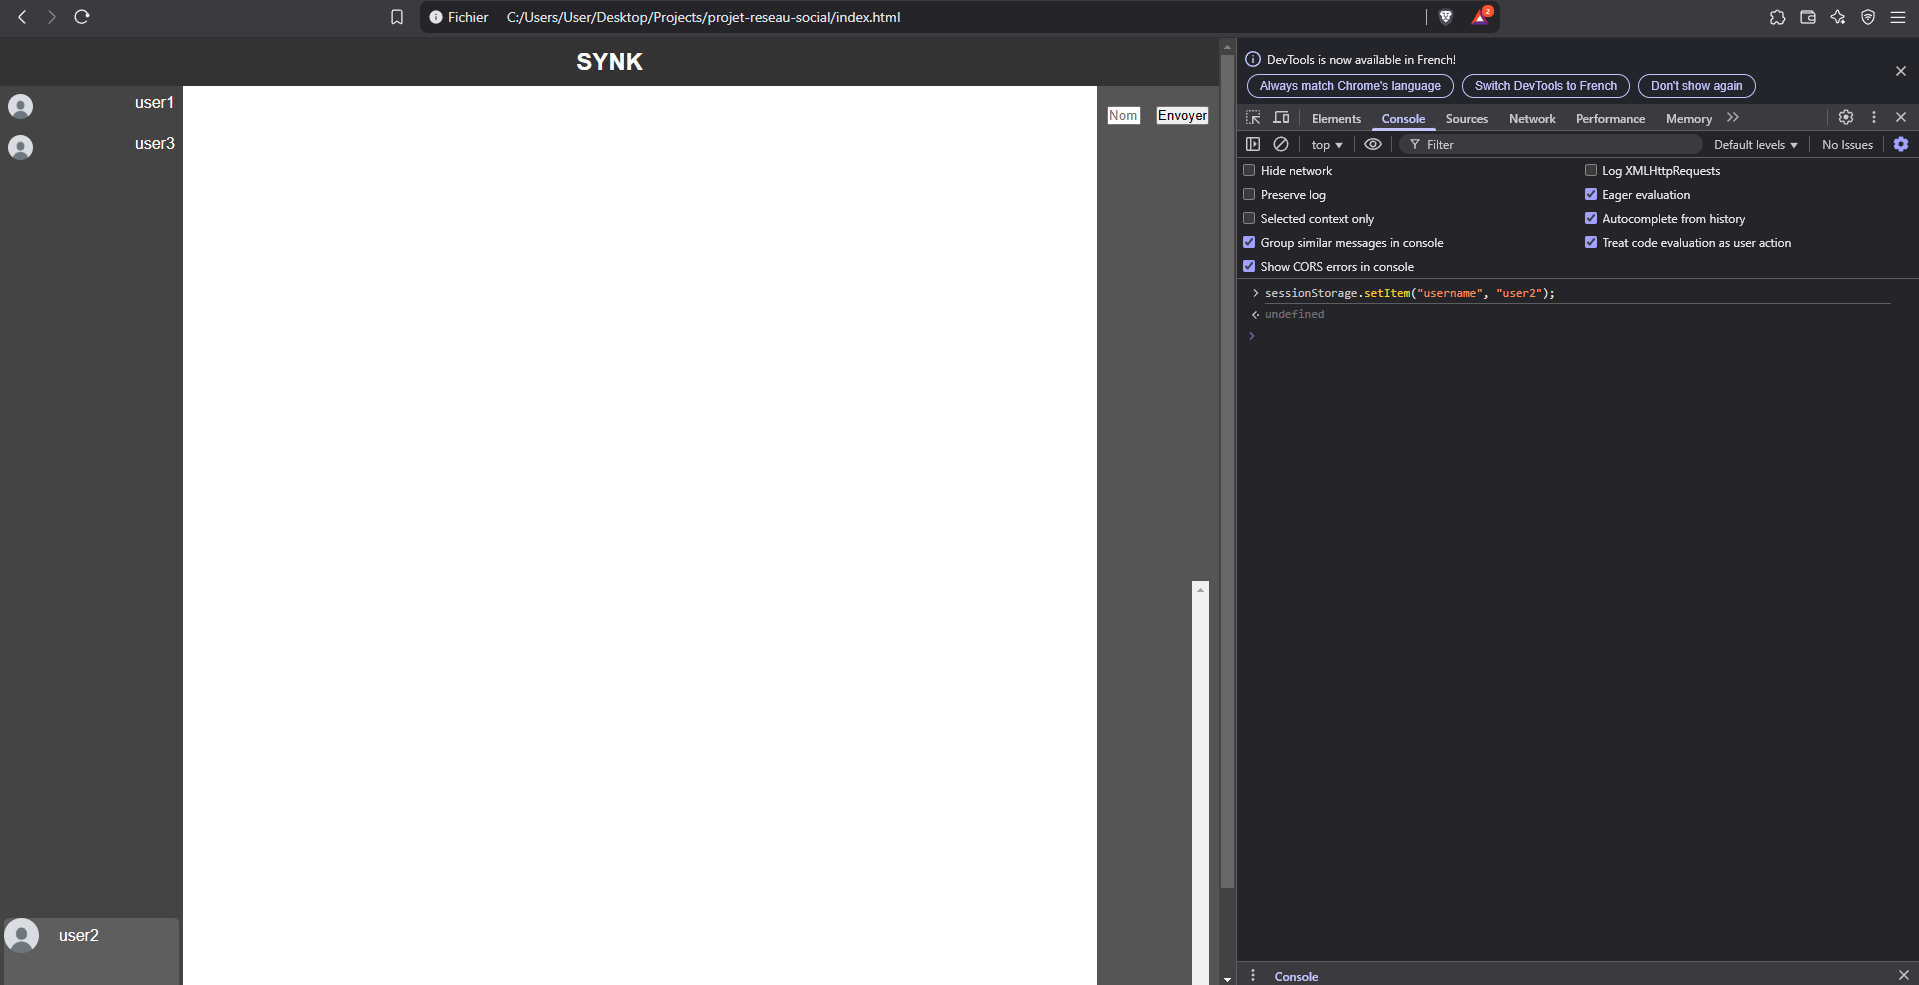 Fichier C:/Users/User/Desktop/Projects/projet-reseau-social/index.html
2
SYNK
user1
user3
Nom Envoyer
user2
DevTools is now available in French!
Always match Chrome's language Switch DevTools to French Don't show again
Elements Console Sources Network Performance Memory
top Filter Default levels No Issues
Hide network Log XMLHttpRequests
Preserve log Eager evaluation
Selected context only Autocomplete from history
Group similar messages in console Treat code evaluation as user action
Show CORS errors in console
sessionStorage.setItem("username", "user2");
undefined
Console